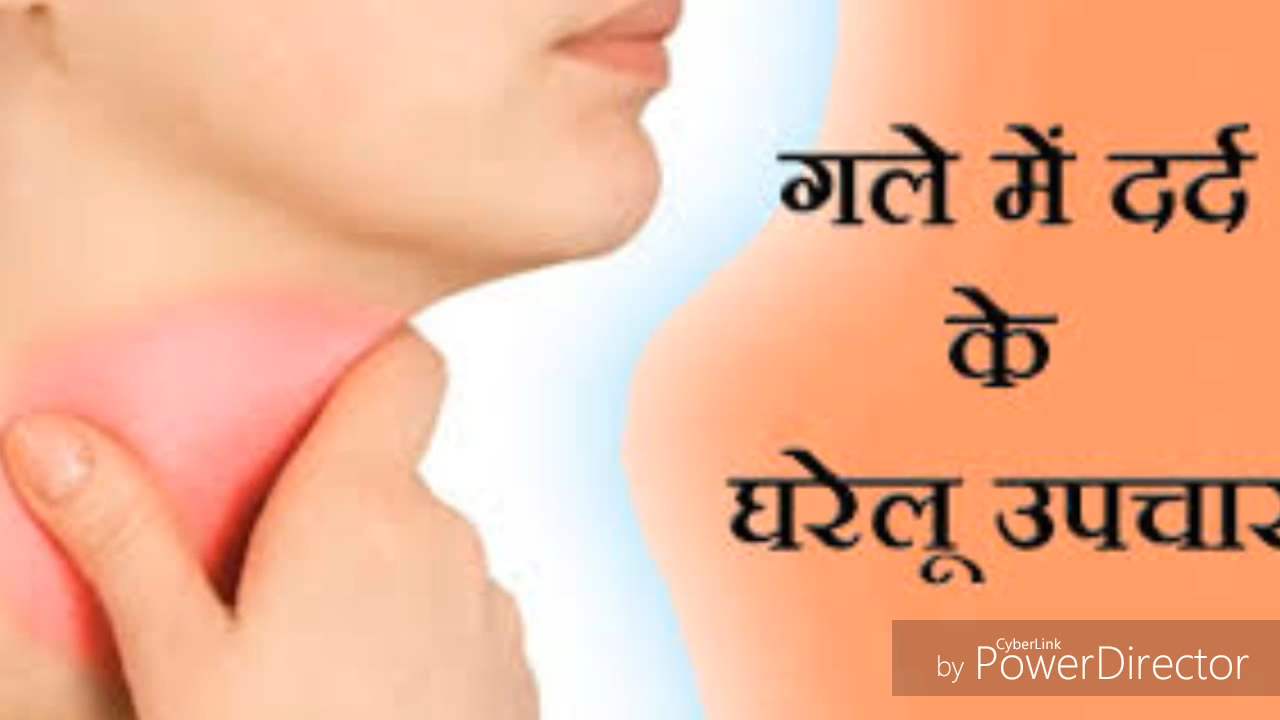 गले में दर्द
के
घरेलू उपचार
CyberLink
by PowerDirector